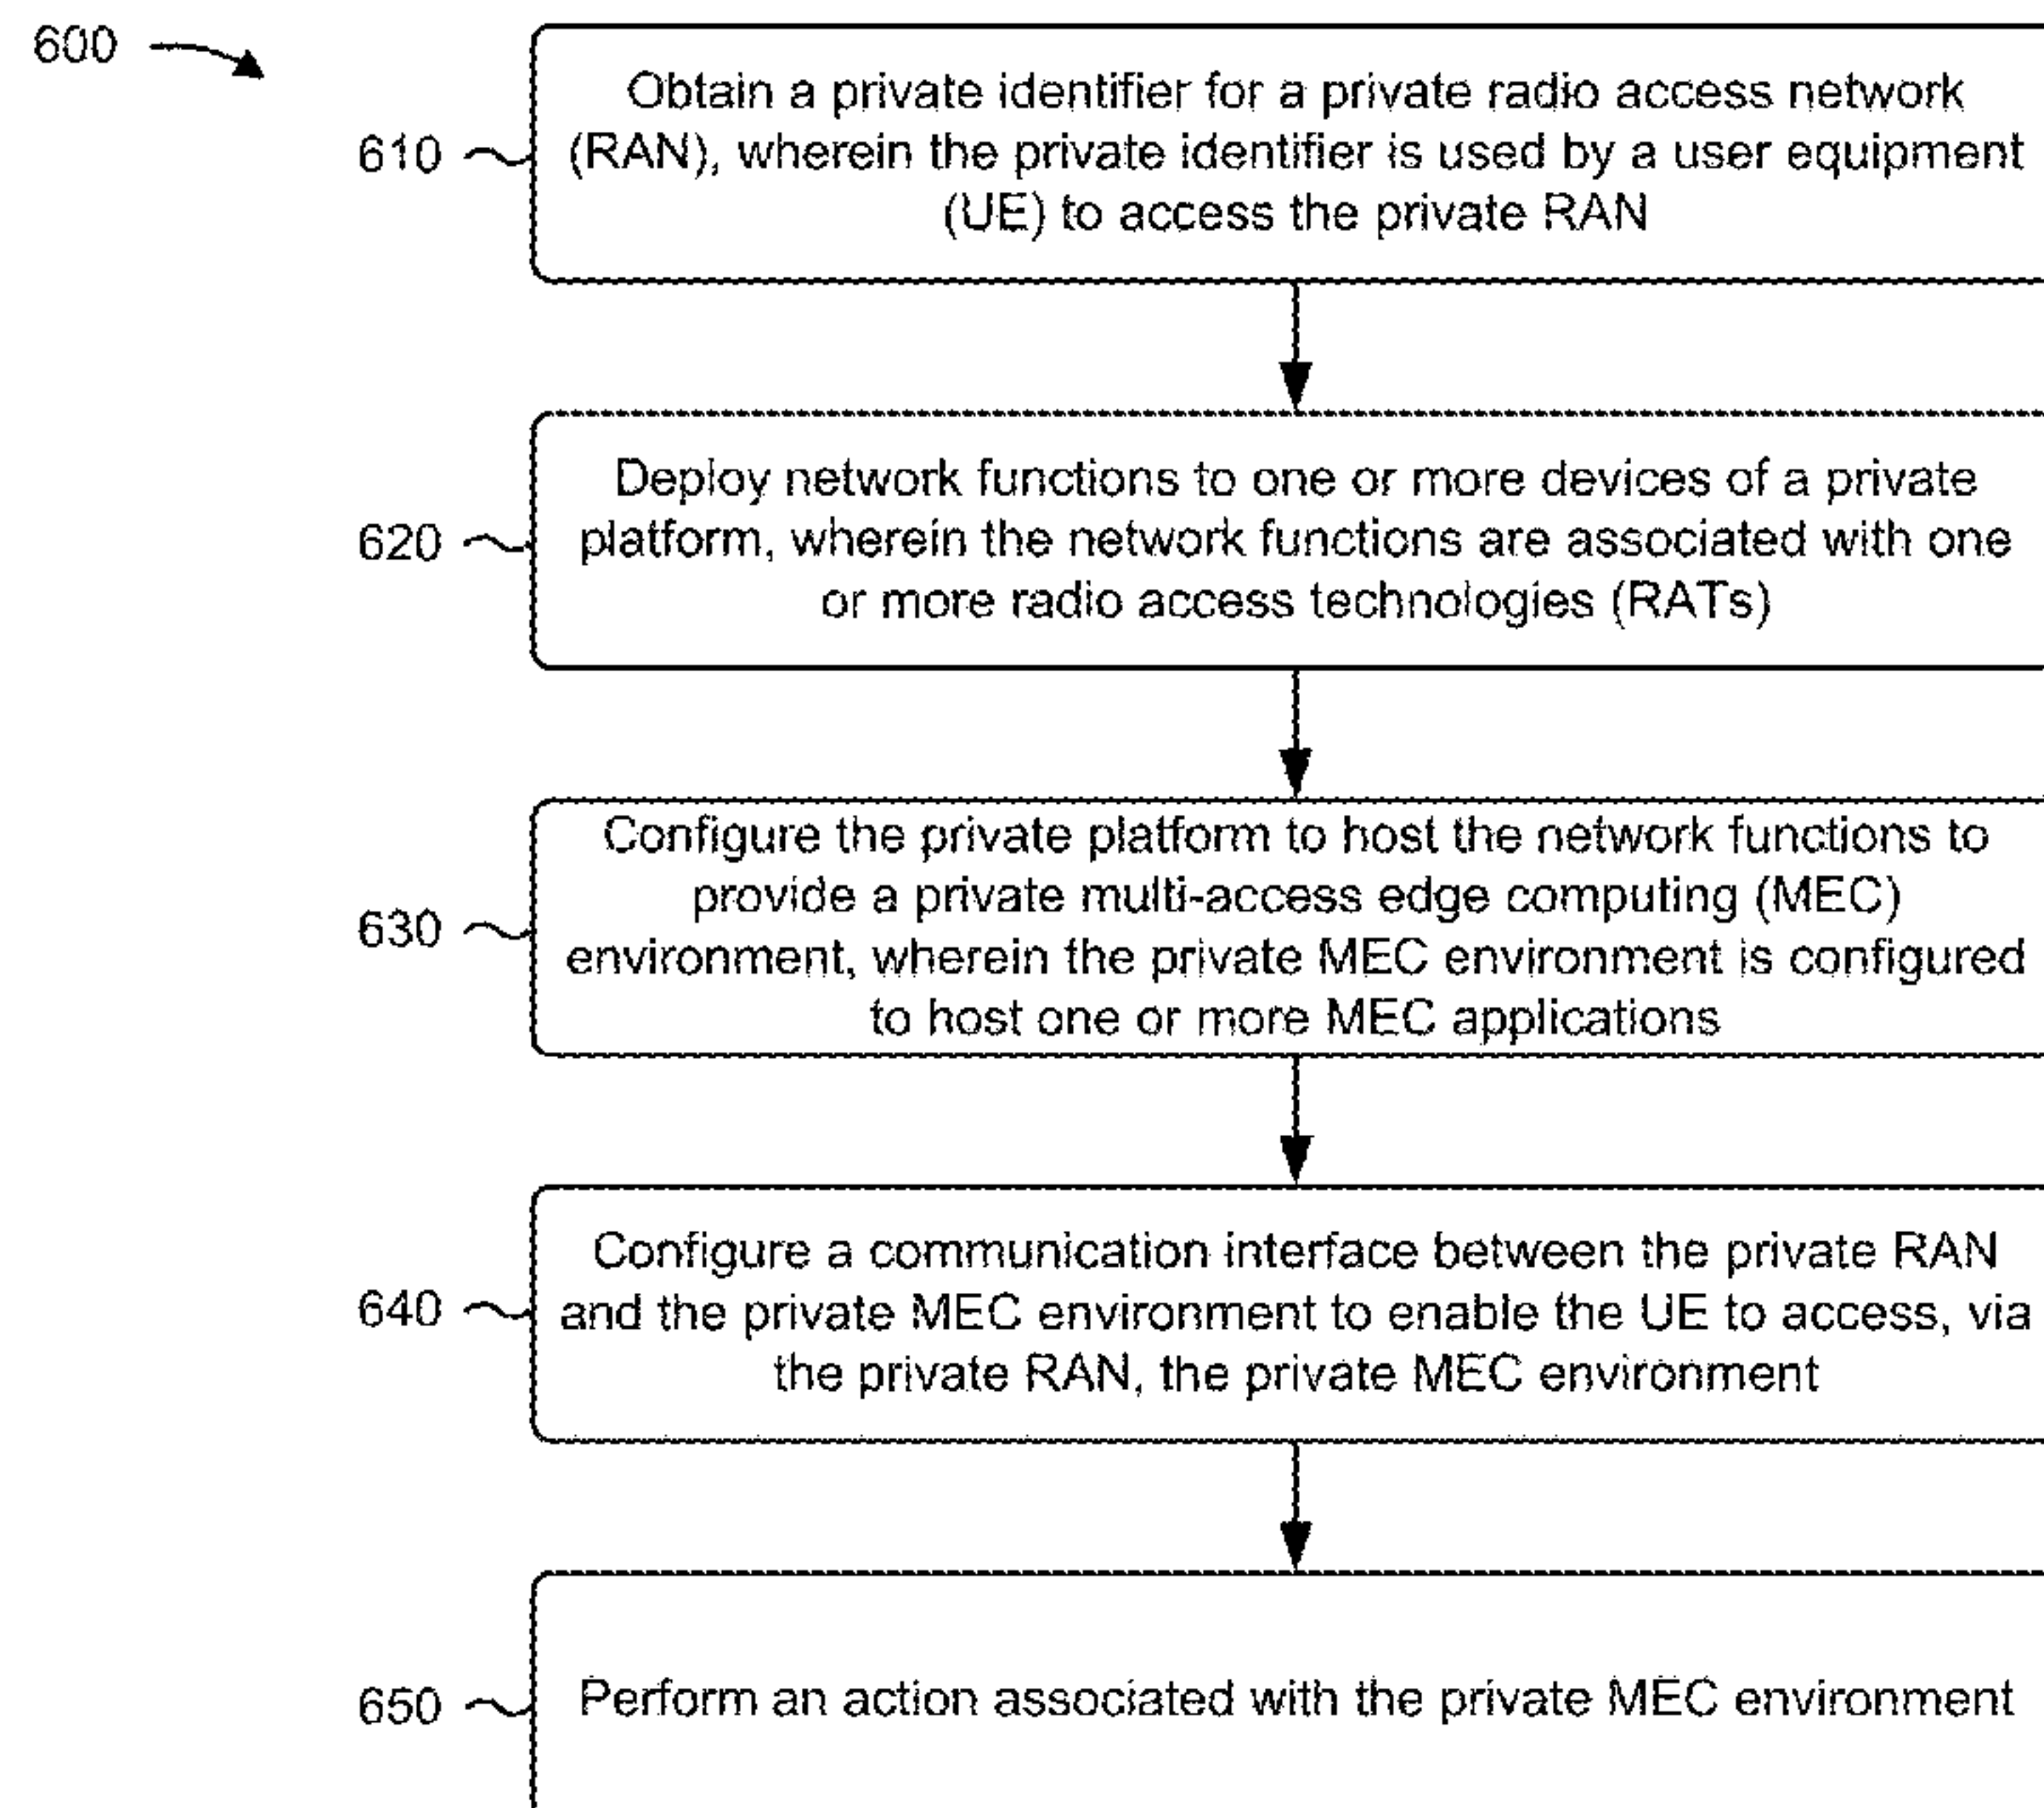 600
610
Obtain a private identifier for a private radio access network
(RAN), wherein the private identifier is used by a user equipment
(UE) to access the private RAN
620
Deploy network functions to one or more devices of a private
platform, wherein the network functions are associated with one
or more radio access technologies (RATs)
630
Configure the private platform to host the network functions to
provide a private multi-access edge computing (MEC)
environment, wherein the private MEC environment is configured
to host one or more MEC applications
640
Configure a communication interface between the private RAN
and the private MEC environment to enable the UE to access, via
the private RAN, the private MEC environment
650
Perform an action associated with the private MEC environment